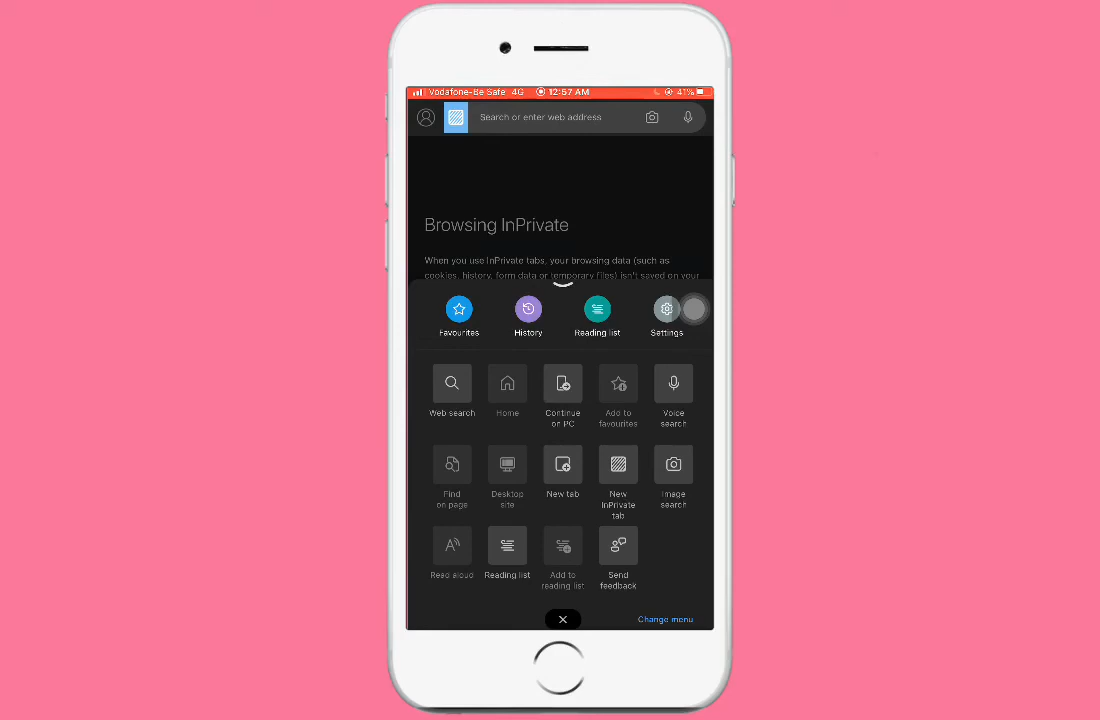 Vodafone-Be Safe 4G 12:57 AM 41%
Search or enter web address
Browsing InPrivate
When you use InPrivate tabs, your browsing data (such as
cookies, history, form data or temporary files) isn't saved on your
Favourites History Reading list Settings
Web search Home Continue Add to Voice
on PC favourites search
Find Desktop New tab New Image
on page site InPrivate search
tab
Read aloud Reading list Add to Send
reading list feedback
Change menu